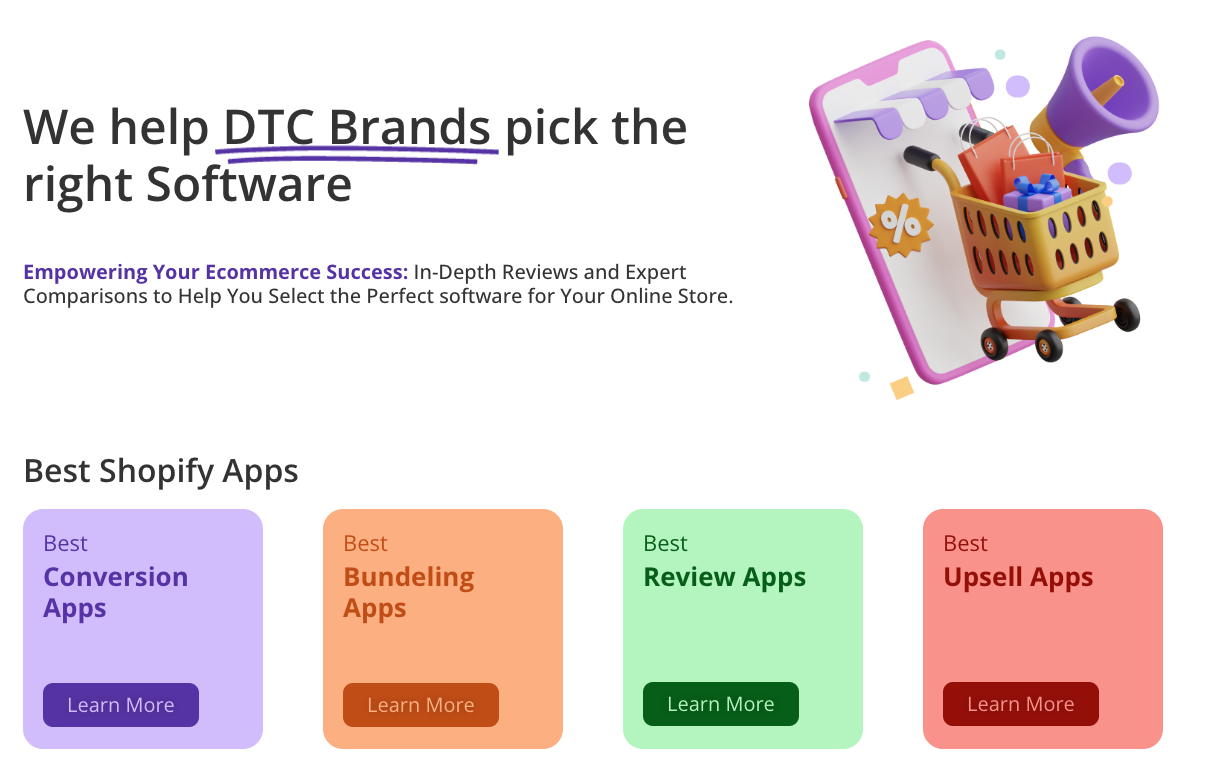 We help DTC Brands pick the
right Software
Empowering Your Ecommerce Success: In-Depth Reviews and Expert
Comparisons to Help You Select the Perfect software for Your Online Store.
%
Best Shopify Apps
Best
Conversion
Apps
Learn More
Best
Bundeling
Apps
Learn More
Best
Review Apps
Learn More
Best
Upsell Apps
Learn More